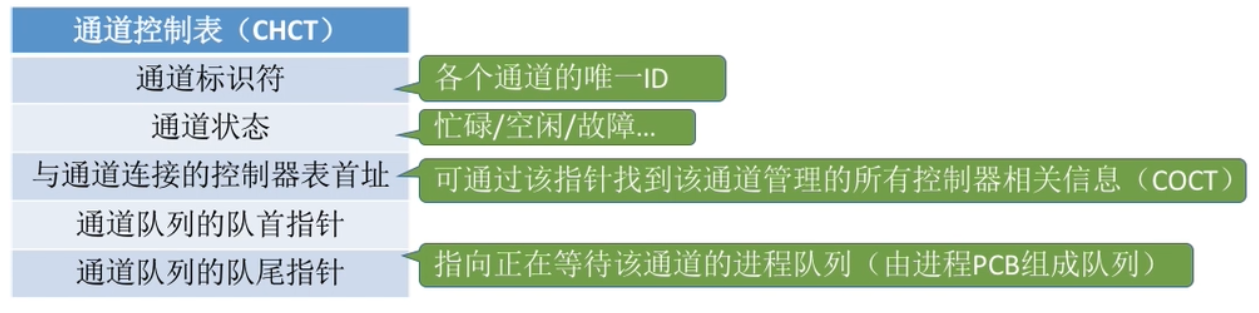 通道控制表（CHCT）
通道标识符
各个通道的唯一ID
通道状态
忙碌/空闲/故障...
与通道连接的控制器表首址
可通过该指针找到该通道管理的所有控制器相关信息（COCT）
通道队列的队首指针
通道队列的队尾指针
指向正在等待该通道的进程队列（由进程PCB组成队列）